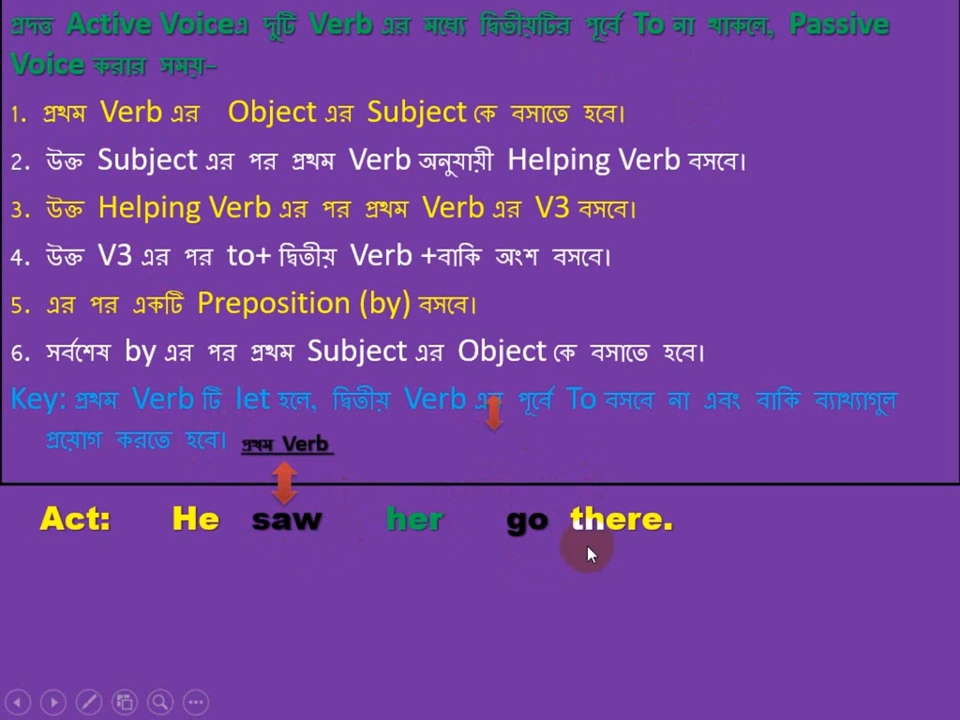 প্রদত্ত Active Voiceএ দুটি Verb এর মধ্যে দ্বিতীয়টির পূর্বে To না থাকলে, Passive
Voice করার সময়–
1. প্রথম Verb এর Object এর Subject কে বসাতে হবে।
2. উক্ত Subject এর পর প্রথম Verb অনুযায়ী Helping Verb বসবে।
3. উক্ত Helping Verb এর পর প্রথম Verb এর V3 বসবে।
4. উক্ত V3 এর পর to+ দ্বিতীয় Verb +বাকি অংশ বসবে।
5. এর পর একটি Preposition (by) বসবে।
6. সর্বশেষ by এর পর প্রথম Subject এর Object কে বসাতে হবে।
Key: প্রথম Verb টি let হলে, দ্বিতীয় Verb এর পূর্বে To বসবে না এবং বাকি ব্যাখ্যাগুল
প্রয়োগ করতে হবে।
প্রথম Verb
Act: He saw her go there.